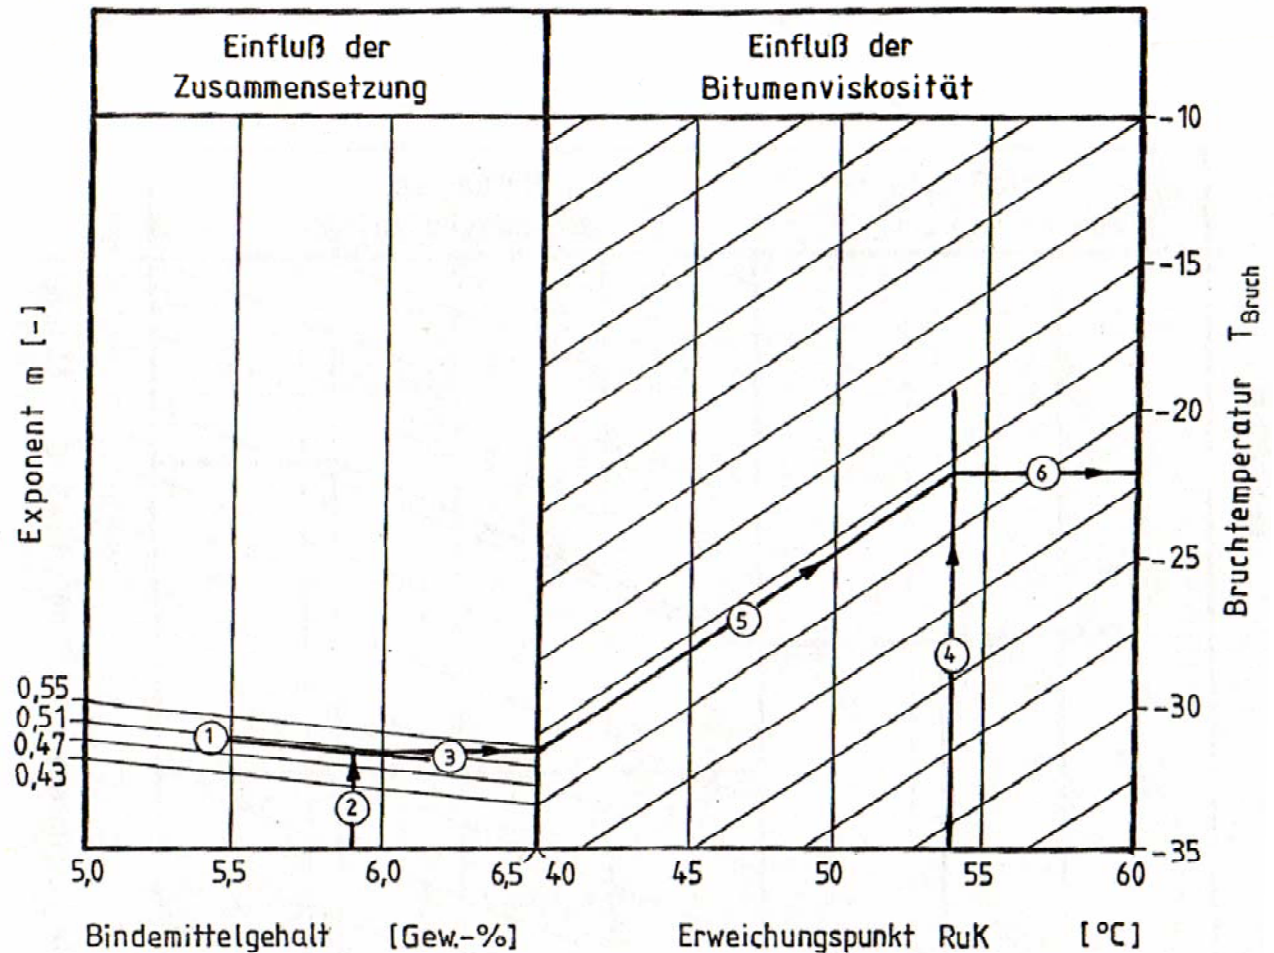 Einfluß der
Zusammensetzung
Einfluß der
Bitumenviskosität
Exponent m [-]
0,55
0,51
0,47
0,43
1
2
3
4
5
6
-10
-15
-20
-25
-30
-35
Bruchtemperatur T Bruch
5,0 5,5 6,0 6,5 40 45 50 55 60
Bindemittelgehalt [Gew.-%] Erweichungspunkt RuK [°C]